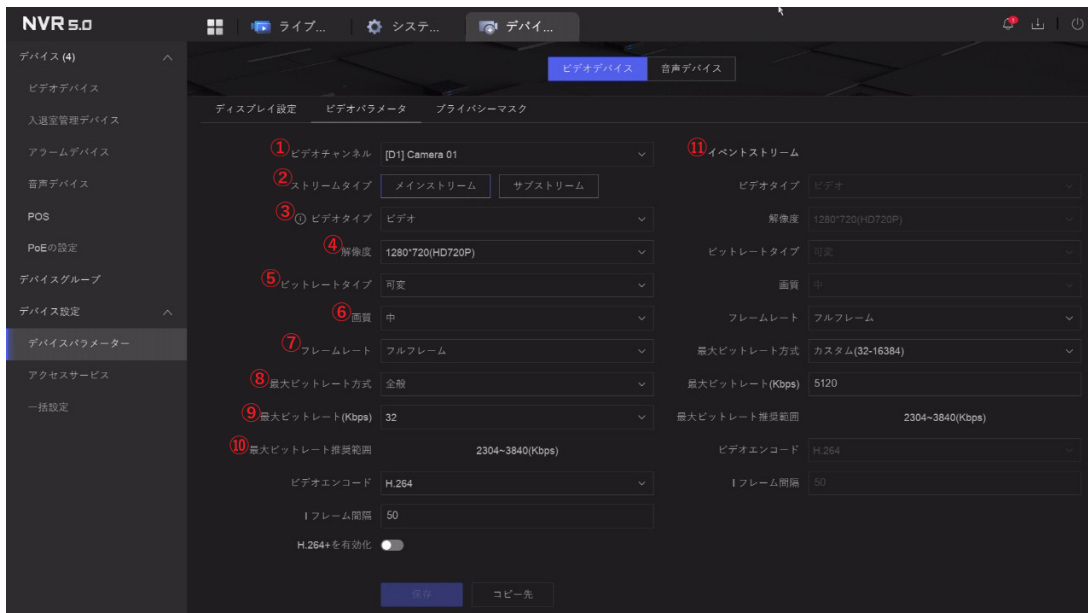 NVR 5.0
ライブ...
システ...
デバイ...
デバイス (4)
ビデオデバイス
入退室管理デバイス
アラームデバイス
音声デバイス
POS
PoEの設定
デバイスグループ
デバイス設定
デバイスパラメーター
アクセスサービス
一括設定
ビデオデバイス 音声デバイス
ディスプレイ設定 ビデオパラメータ プライバシーマスク
①ビデオチャンネル [D1] Camera 01
②ストリームタイプ メインストリーム サブストリーム
③ビデオタイプ ビデオ
④解像度 1280*720(HD720P)
⑤ビットレートタイプ 可変
⑥画質 中
⑦フレームレート フルフレーム
⑧最大ビットレート方式 全般
⑨最大ビットレート(Kbps) 32
⑩最大ビットレート推奨範囲 2304~3840(Kbps)
ビデオエンコード H.264
I フレーム間隔 50
H.264+を有効化
保存 コピー先
⑪イベントストリーム
ビデオタイプ ビデオ
解像度 1280*720(HD720P)
ビットレートタイプ 可変
画質 中
フレームレート フルフレーム
最大ビットレート方式 カスタム(32-16384)
最大ビットレート(Kbps) 5120
最大ビットレート推奨範囲 2304~3840(Kbps)
ビデオエンコード H.264
I フレーム間隔 50